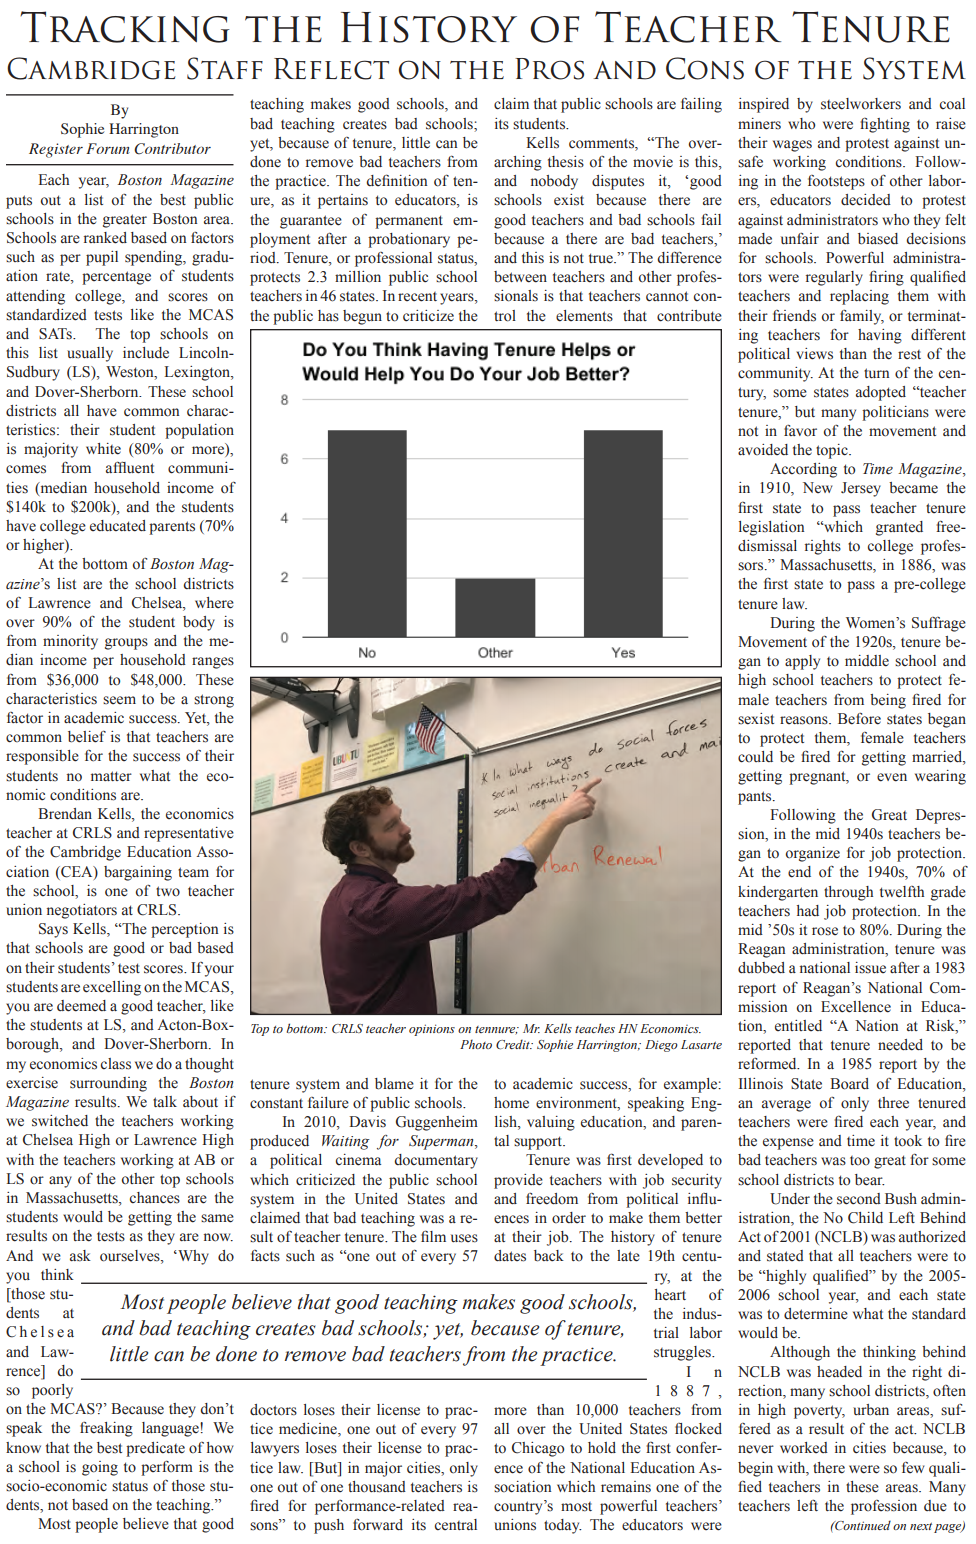 TRACKING THE HISTORY OF TEACHER TENURE
CAMBRIDGE STAFF REFLECT ON THE PROS AND CONS OF THE SYSTEM
By
Sophie Harrington
Register Forum Contributor
Each year, Boston Magazine
puts out a list of the best public
schools in the greater Boston area.
Schools are ranked based on factors
such as per pupil spending, gradu-
ation rate, percentage of students
attending college, and scores on
standardized tests like the MCAS
and SATs. The top schools on
this list usually include Lincoln-
Sudbury (LS), Weston, Lexington,
and Dover-Sherborn. These school
districts all have common charac-
teristics: their student population
is majority white (80% or more),
comes from affluent communi-
ties (median household income of
$140k to $200k), and the students
have college educated parents (70%
or higher).
At the bottom of Boston Mag-
azine's list are the school districts
of Lawrence and Chelsea, where
over 90% of the student body is
from minority groups and the me-
dian income per household ranges
from $36,000 to $48,000. These
characteristics seem to be a strong
factor in academic success. Yet, the
common belief is that teachers are
responsible for the success of their
students no matter what the eco-
nomic conditions are.
Brendan Kells, the economics
teacher at CRLS and representative
of the Cambridge Education Asso-
ciation (CEA) bargaining team for
the school, is one of two teacher
union negotiators at CRLS.
Says Kells, "The perception is
that schools are good or bad based
on their students' test scores. If your
students are excelling on the MCAS,
you are deemed a good teacher, like
the students at LS, and Acton-Box-
borough, and Dover-Sherborn. In
my economics class we do a thought
exercise surrounding the Boston
Magazine results. We talk about if
we switched the teachers working
at Chelsea High or Lawrence High
with the teachers working at AB or
LS or any of the other top schools
in Massachusetts, chances are the
students would be getting the same
results on the tests as they are now.
And we ask ourselves, 'Why do
you think
[those stu-
dents at
Chelsea
and Law-
rence] do
so poorly
on the MCAS?' Because they don't
speak the freaking language! We
know that the best predicate of how
a school is going to perform is the
socio-economic status of those stu-
dents, not based on the teaching."
Most people believe that good
teaching makes good schools, and
bad teaching creates bad schools;
yet, because of tenure, little can be
done to remove bad teachers from
the practice. The definition of ten-
ure, as it pertains to educators, is
the guarantee of permanent em-
ployment after a probationary pe-
riod. Tenure, or professional status,
protects 2.3 million public school
teachers in 46 states. In recent years,
the public has begun to criticize the
Do You Think Having Tenure Helps or
Would Help You Do Your Job Better?
8
6
4
2
0
No Other Yes
UBUNTU
* In what ways do social forces
social institutions create and mai
social inequalit ?
rban Renewal
Top to bottom: CRLS teacher opinions on tennure; Mr. Kells teaches HN Economics.
Photo Credit: Sophie Harrington; Diego Lasarte
tenure system and blame it for the
constant failure of public schools.
In 2010, Davis Guggenheim
produced Waiting for Superman,
a political cinema documentary
which criticized the public school
system in the United States and
claimed that bad teaching was a re-
sult of teacher tenure. The film uses
facts such as "one out of every 57
Most people believe that good teaching makes good schools,
and bad teaching creates bad schools; yet, because of tenure,
little can be done to remove bad teachers from the practice.
doctors loses their license to prac-
tice medicine, one out of every 97
lawyers loses their license to prac-
tice law. [But] in major cities, only
one out of one thousand teachers is
fired for performance-related rea-
sons" to push forward its central
claim that public schools are failing
its students.
Kells comments, "The over-
arching thesis of the movie is this,
and nobody disputes it, 'good
schools exist because there are
good teachers and bad schools fail
because a there are bad teachers,'
and this is not true." The difference
between teachers and other profes-
sionals is that teachers cannot con-
trol the elements that contribute
to academic success, for example:
home environment, speaking Eng-
lish, valuing education, and paren-
tal support.
Tenure was first developed to
provide teachers with job security
and freedom from political influ-
ences in order to make them better
at their job. The history of tenure
dates back to the late 19th centu-
ry, at the
heart of
the indus-
trial labor
struggles.
In
1887,
more than 10,000 teachers from
all over the United States flocked
to Chicago to hold the first confer-
ence of the National Education As-
sociation which remains one of the
country's most powerful teachers'
unions today. The educators were
inspired by steelworkers and coal
miners who were fighting to raise
their wages and protest against un-
safe working conditions. Follow-
ing in the footsteps of other labor-
ers, educators decided to protest
against administrators who they felt
made unfair and biased decisions
for schools. Powerful administra-
tors were regularly firing qualified
teachers and replacing them with
their friends or family, or terminat-
ing teachers for having different
political views than the rest of the
community. At the turn of the cen-
tury, some states adopted "teacher
tenure," but many politicians were
not in favor of the movement and
avoided the topic.
According to Time Magazine,
in 1910, New Jersey became the
first state to pass teacher tenure
legislation "which granted free-
dismissal rights to college profes-
sors." Massachusetts, in 1886, was
the first state to pass a pre-college
tenure law.
During the Women's Suffrage
Movement of the 1920s, tenure be-
gan to apply to middle school and
high school teachers to protect fe-
male teachers from being fired for
sexist reasons. Before states began
to protect them, female teachers
could be fired for getting married,
getting pregnant, or even wearing
pants.
Following the Great Depres-
sion, in the mid 1940s teachers be-
gan to organize for job protection.
At the end of the 1940s, 70% of
kindergarten through twelfth grade
teachers had job protection. In the
mid '50s it rose to 80%. During the
Reagan administration, tenure was
dubbed a national issue after a 1983
report of Reagan's National Com-
mission on Excellence in Educa-
tion, entitled "A Nation at Risk,"
reported that tenure needed to be
reformed. In a 1985 report by the
Illinois State Board of Education,
an average of only three tenured
teachers were fired each year, and
the expense and time it took to fire
bad teachers was too great for some
school districts to bear.
Under the second Bush admin-
istration, the No Child Left Behind
Act of 2001 (NCLB) was authorized
and stated that all teachers were to
be "highly qualified" by the 2005-
2006 school year, and each state
was to determine what the standard
would be.
Although the thinking behind
NCLB was headed in the right di-
rection, many school districts, often
in high poverty, urban areas, suf-
fered as a result of the act. NCLB
never worked in cities because, to
begin with, there were so few quali-
fied teachers in these areas. Many
teachers left the profession due to
(Continued on next page)